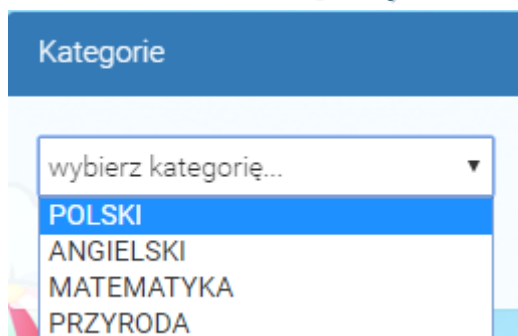 Kategorie
wybierz kategorię...
POLSKI
ANGIELSKI
MATEMATYKA
PRZYRODA